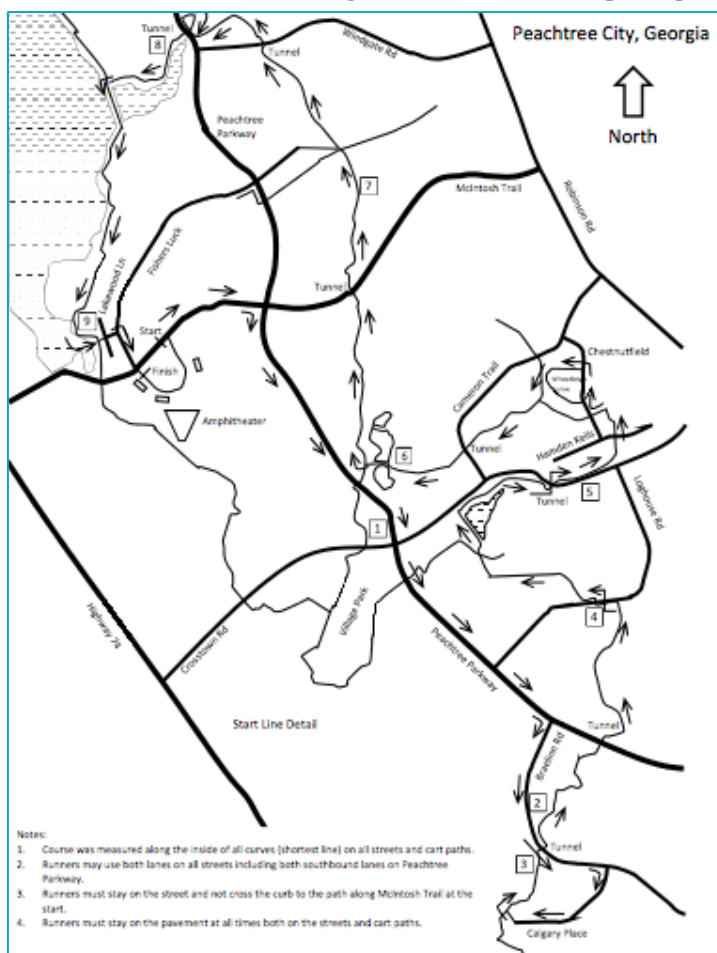 Peachtree City, Georgia
North
Tunnel
8
Tunnel
Windgate Rd
Peachtree
Parkway
7
McIntosh Trail
Robinson Rd
Fishers Luck
Lakewood Ln
Tunnel
9
Start
Finish
Amphitheater
Chestnutfield
Cameron Trail
Tunnel
Hamden Kells
6
5
Tunnel
Loghouse Rd
1
Village Park
4
Highway 74
Crosstown Rd
Peachtree Parkway
Start Line Detail
Tunnel
Braelinn Rd
2
3
Tunnel
Calgary Place
Notes:
1. Course was measured along the inside of all curves (shortest line) on all streets and cart paths.
2. Runners may use both lanes on all streets including both southbound lanes on Peachtree
Parkway.
3. Runners must stay on the street and not cross the curb to the path along McIntosh Trail at the
start.
4. Runners must stay on the pavement at all times both on the streets and cart paths.